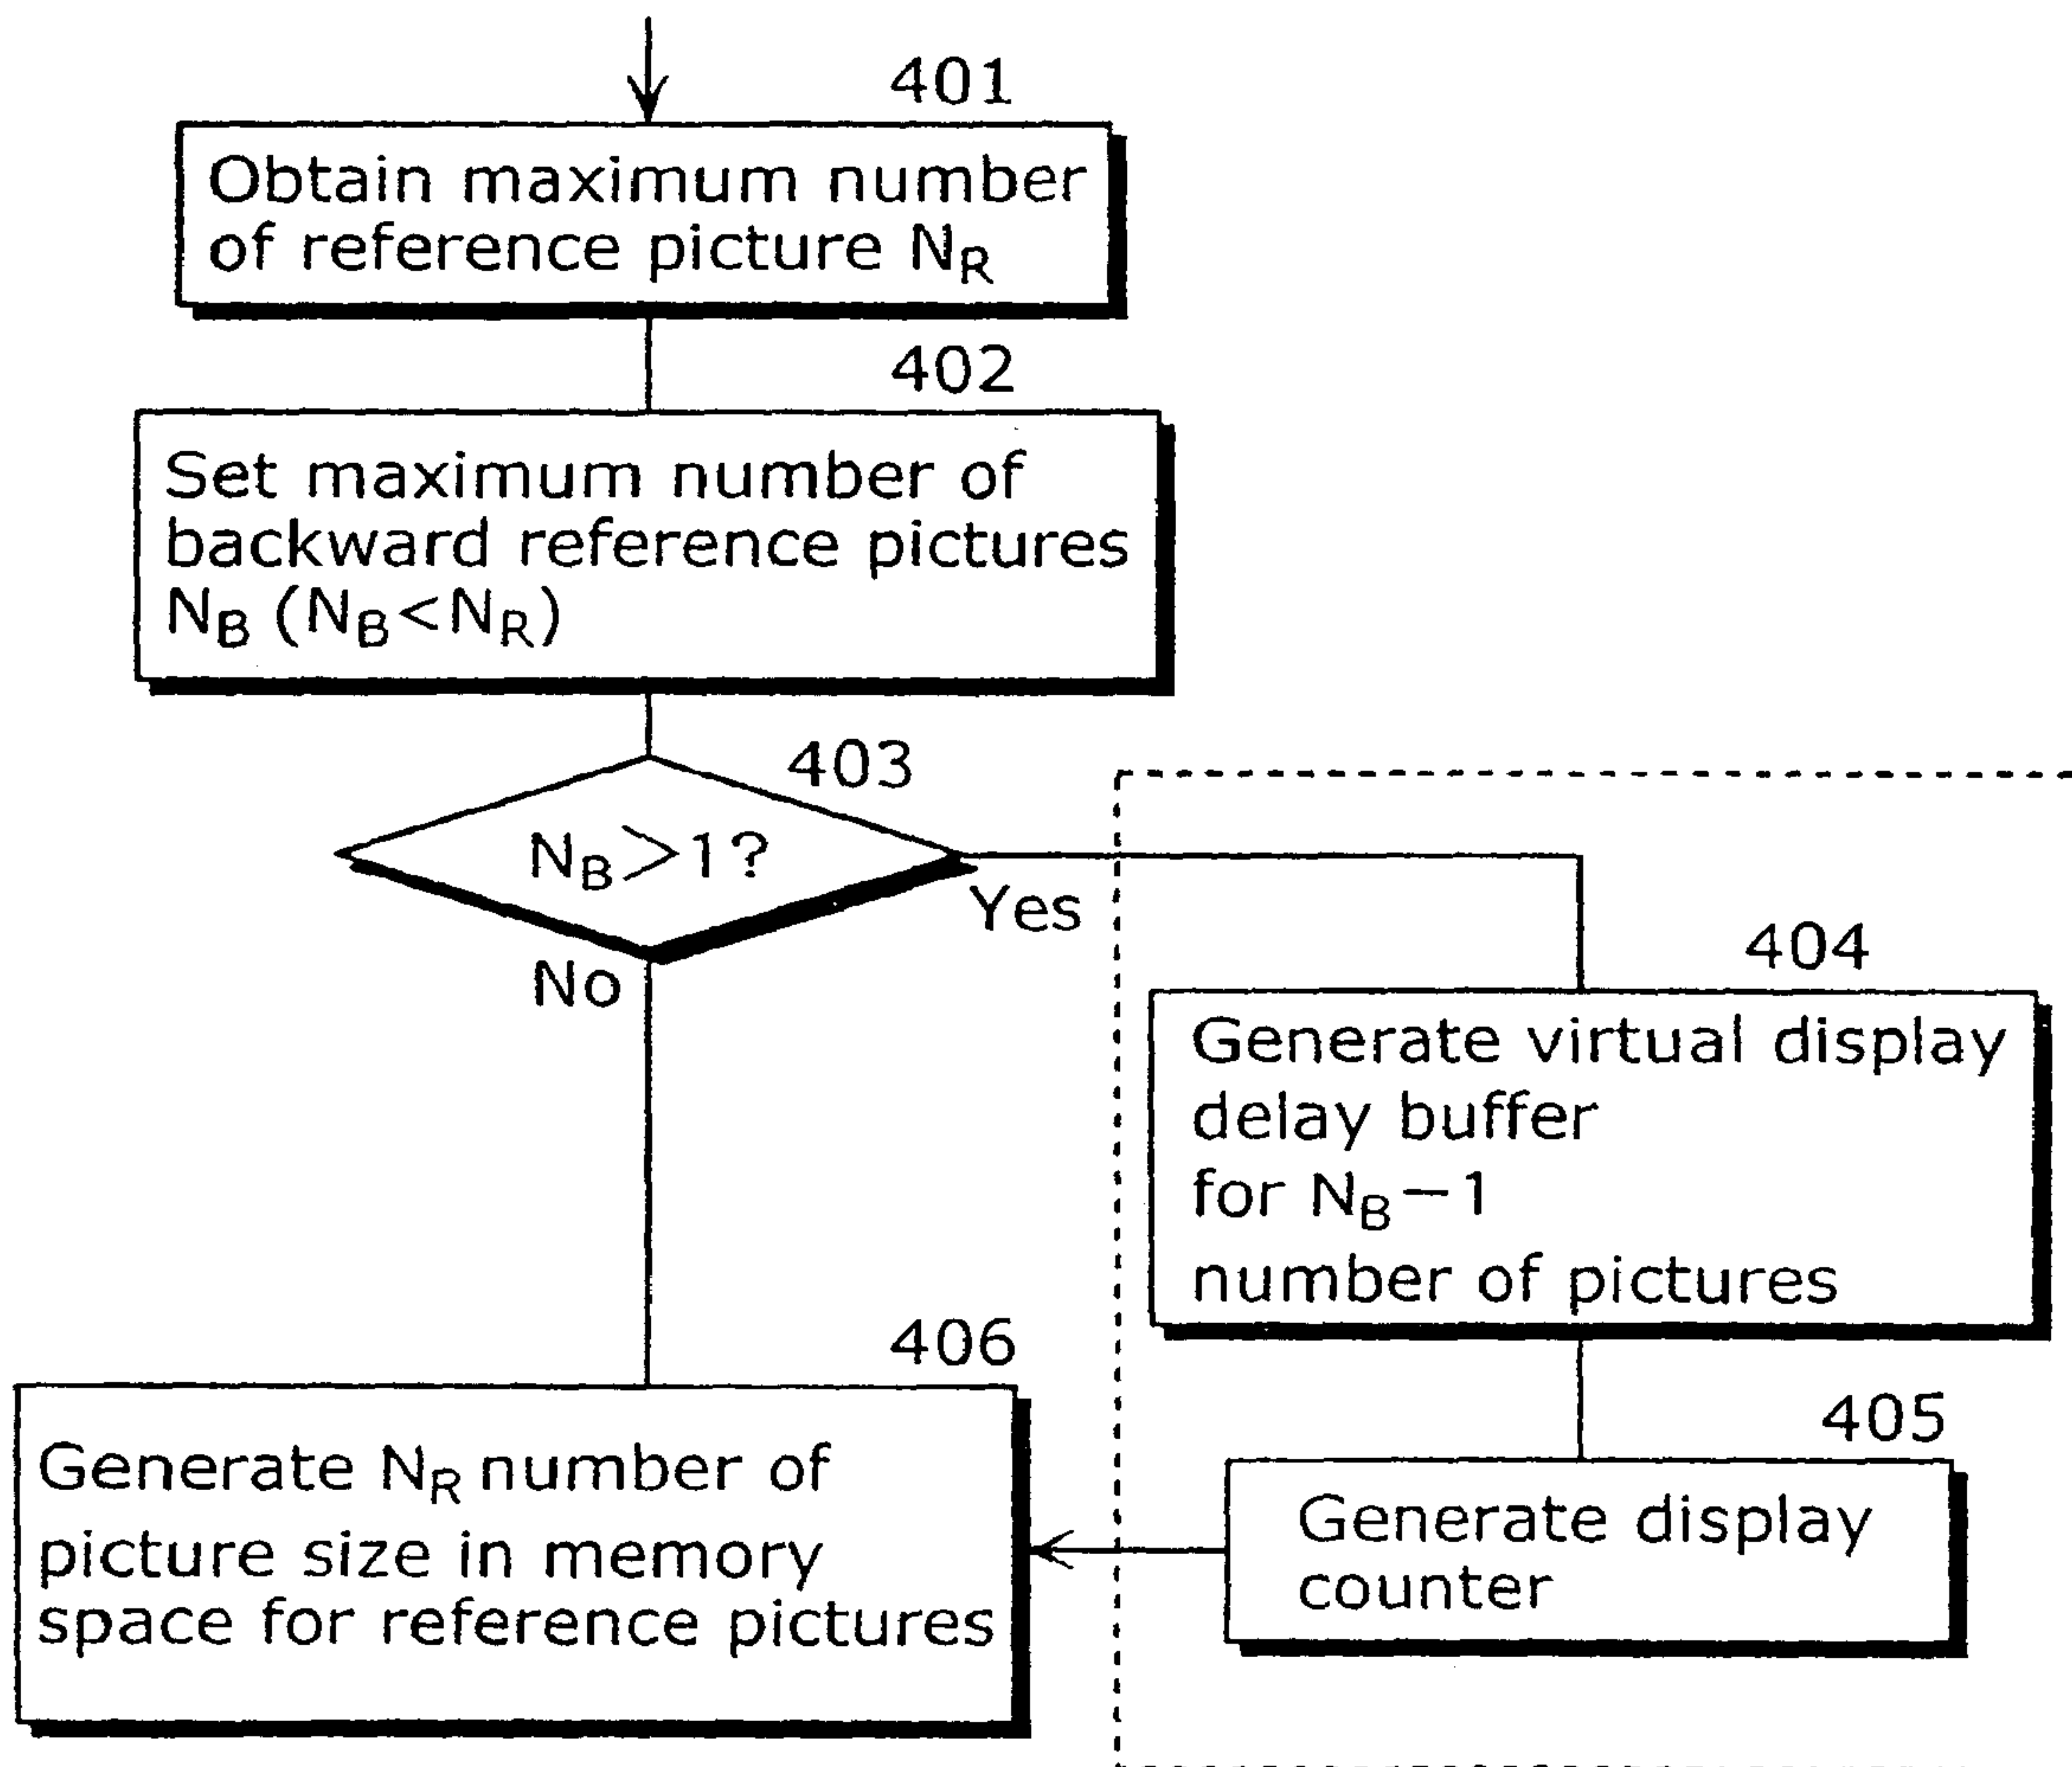 401
Obtain maximum number
of reference picture NR
402
Set maximum number of
backward reference pictures
NB (NB<NR)
403
NB>1?
Yes
No
404
Generate virtual display
delay buffer
for NB−1
number of pictures
405
Generate display
counter
406
Generate NR number of
picture size in memory
space for reference pictures